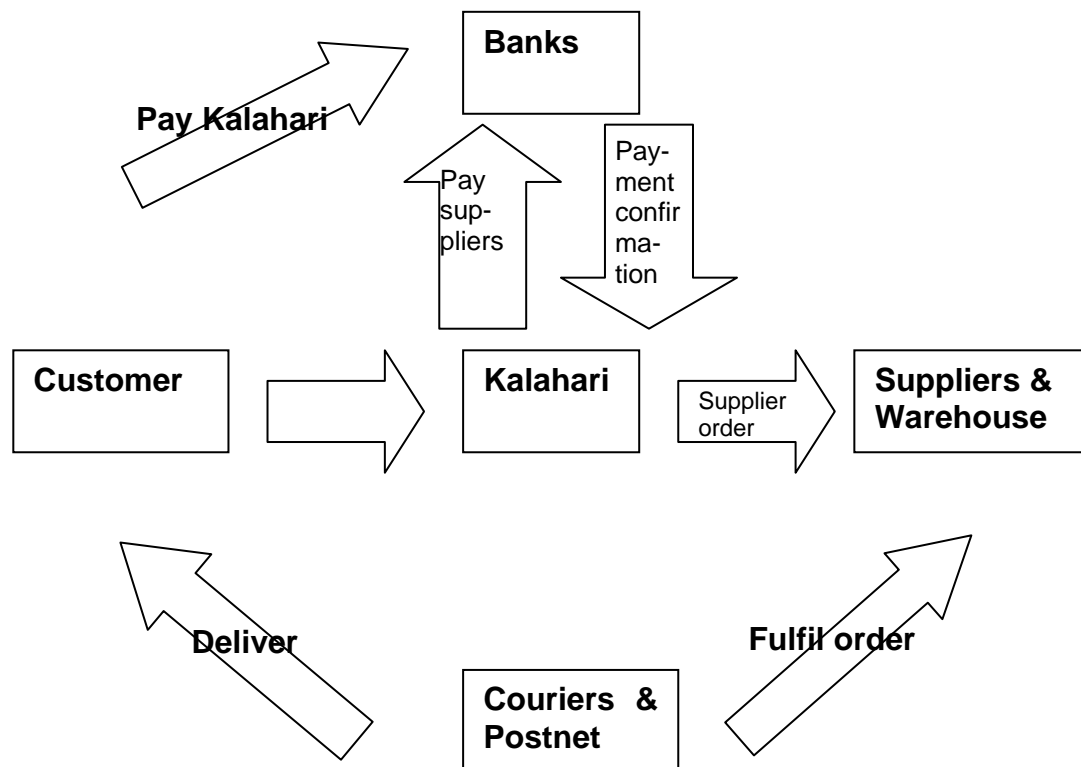 Banks
Pay Kalahari
Pay
sup-
pliers
Pay-
ment
confir
ma-
tion
Customer
Kalahari
Supplier
order
Suppliers &
Warehouse
Deliver
Fulfil order
Couriers &
Postnet